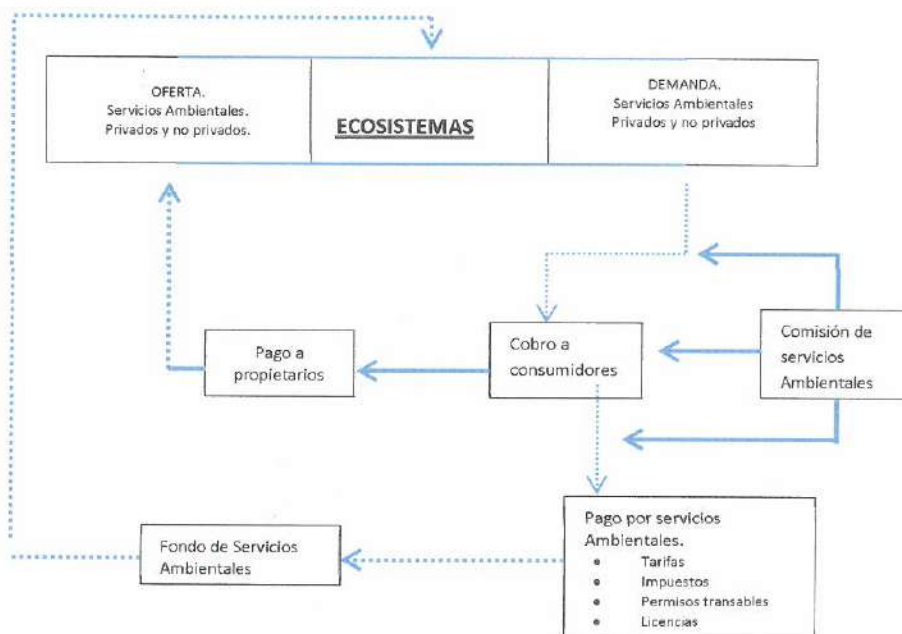 OFERTA.
Servicios Ambientales.
Privados y no privados.
ECOSISTEMAS
DEMANDA.
Servicios Ambientales
Privados y no privados
Pago a
propietarios
Cobro a
consumidores
Comisión de
servicios
Ambientales
Fondo de Servicios
Ambientales
Pago por servicios
Ambientales.
• Tarifas
• Impuestos
• Permisos transables
• Licencias